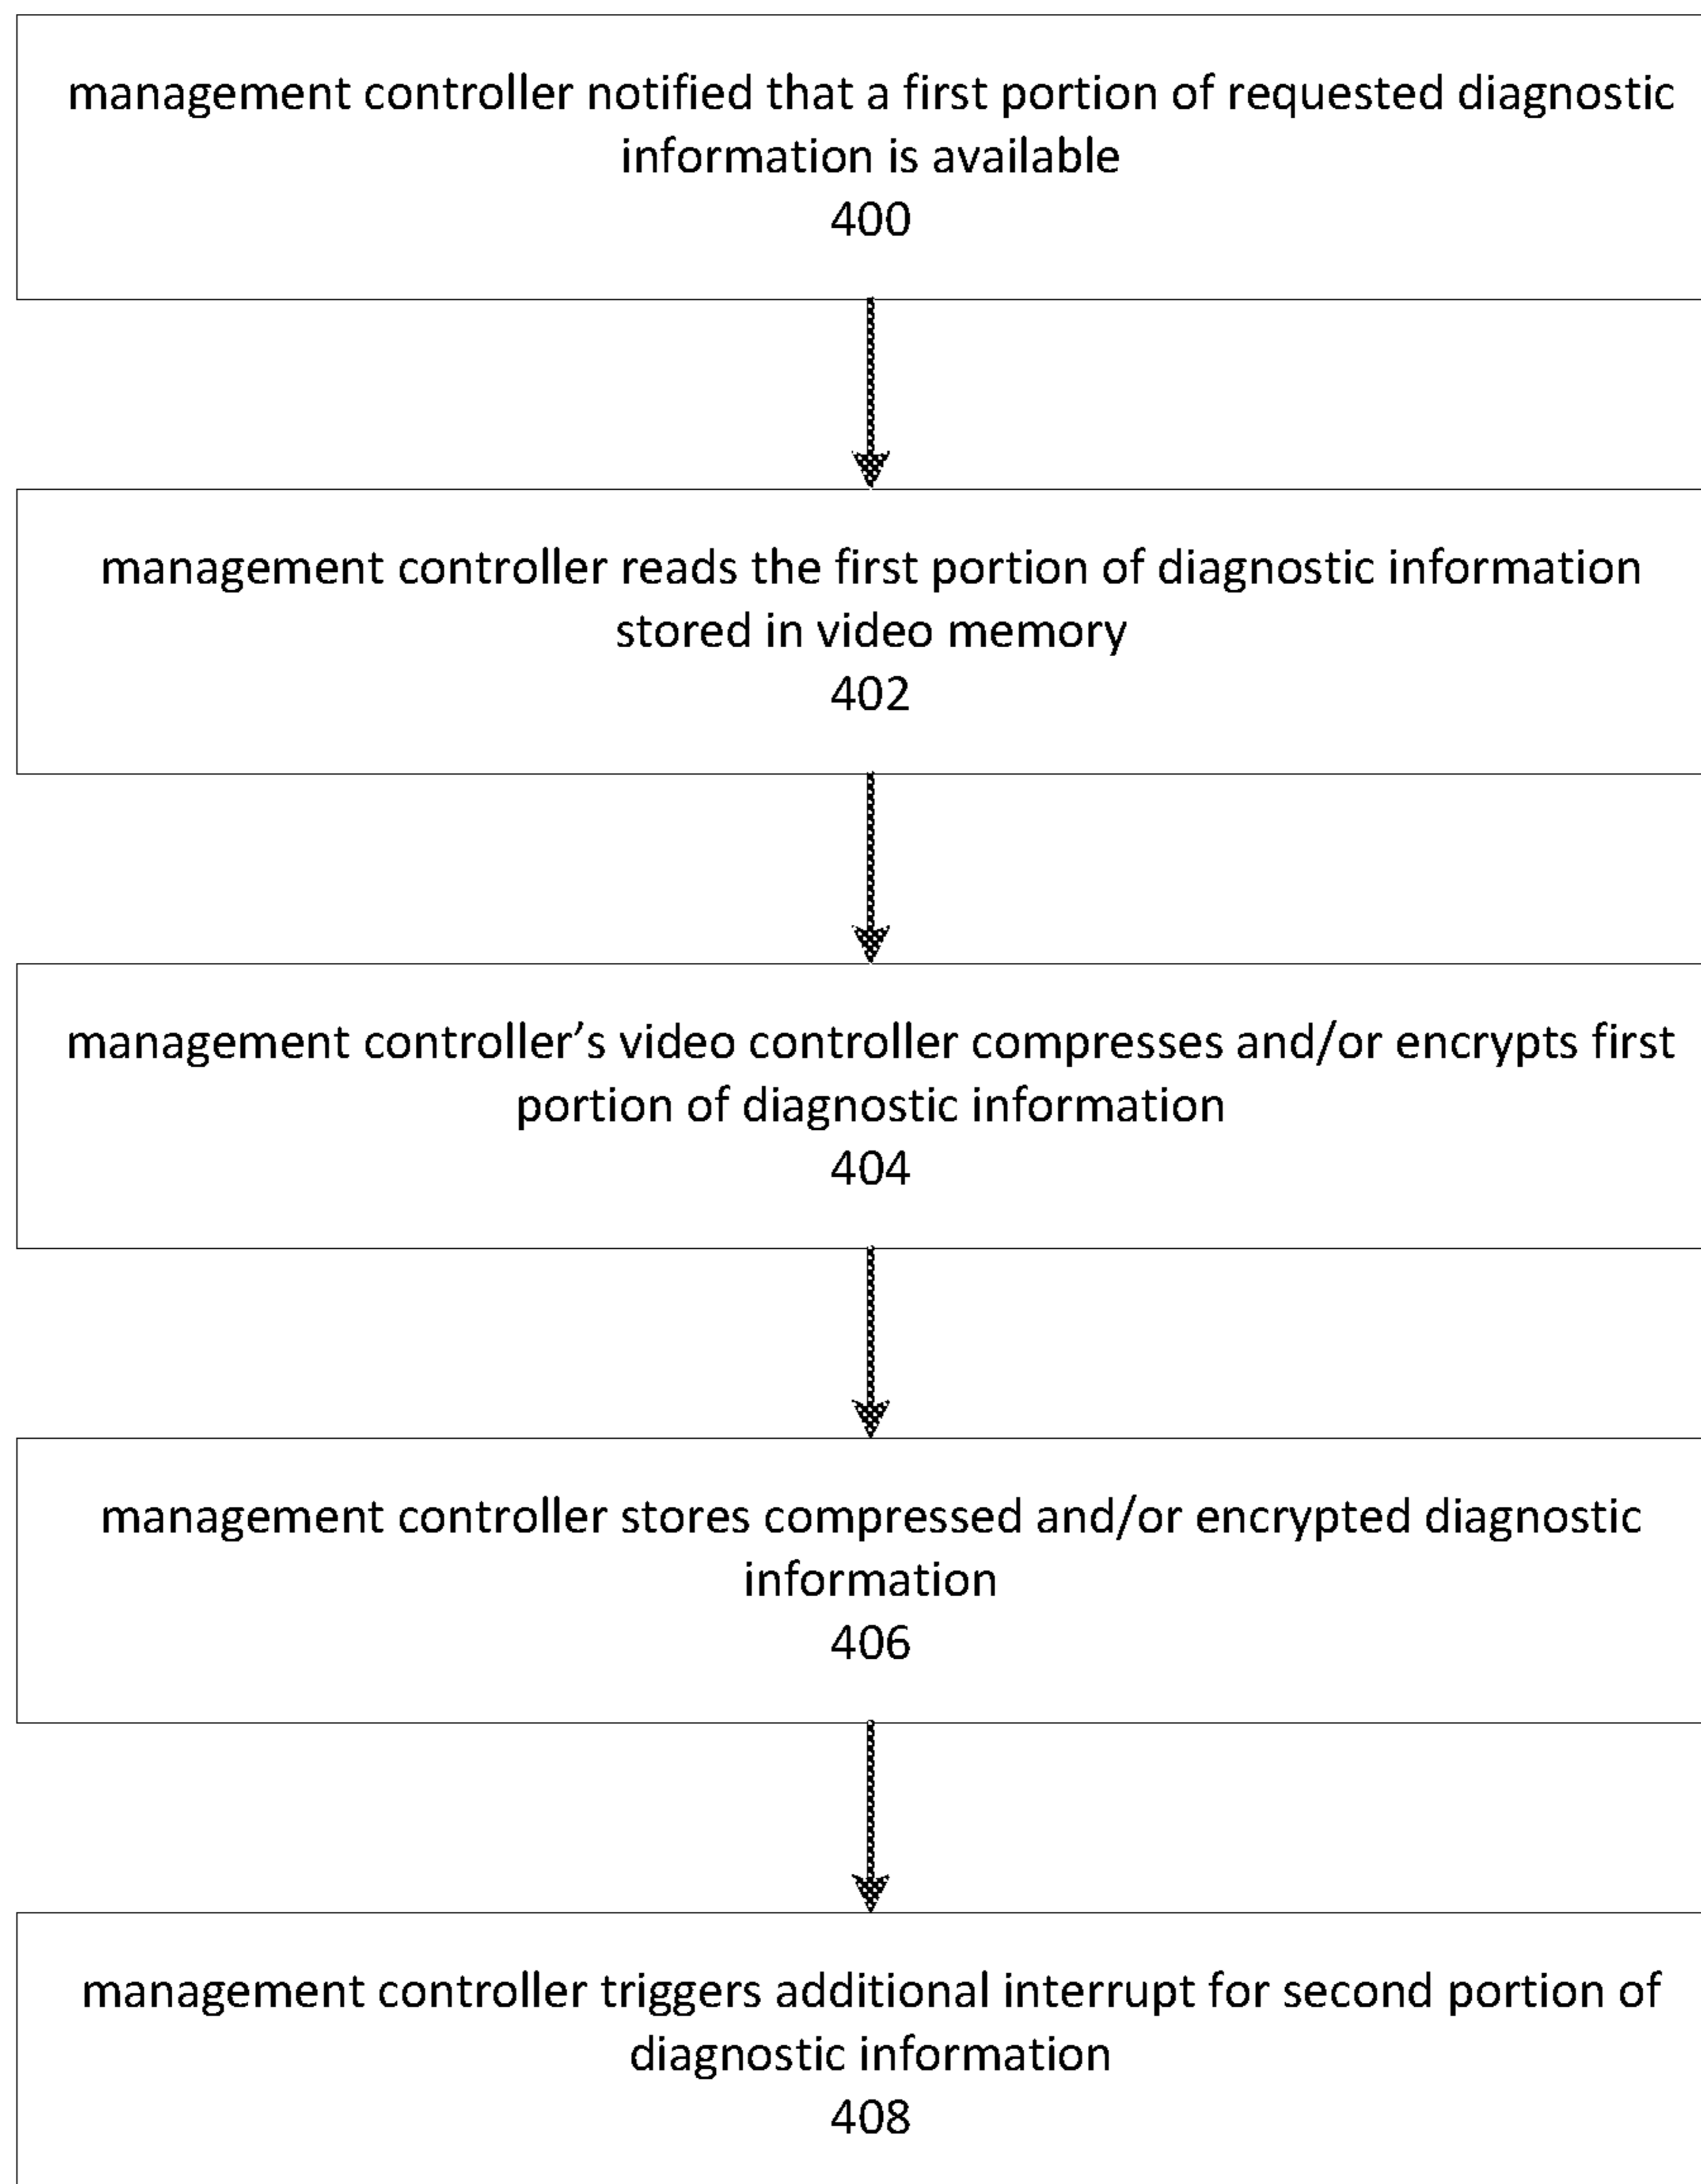 management controller notified that a first portion of requested diagnostic
information is available
400
management controller reads the first portion of diagnostic information
stored in video memory
402
management controller’s video controller compresses and/or encrypts first
portion of diagnostic information
404
management controller stores compressed and/or encrypted diagnostic
information
406
management controller triggers additional interrupt for second portion of
diagnostic information
408